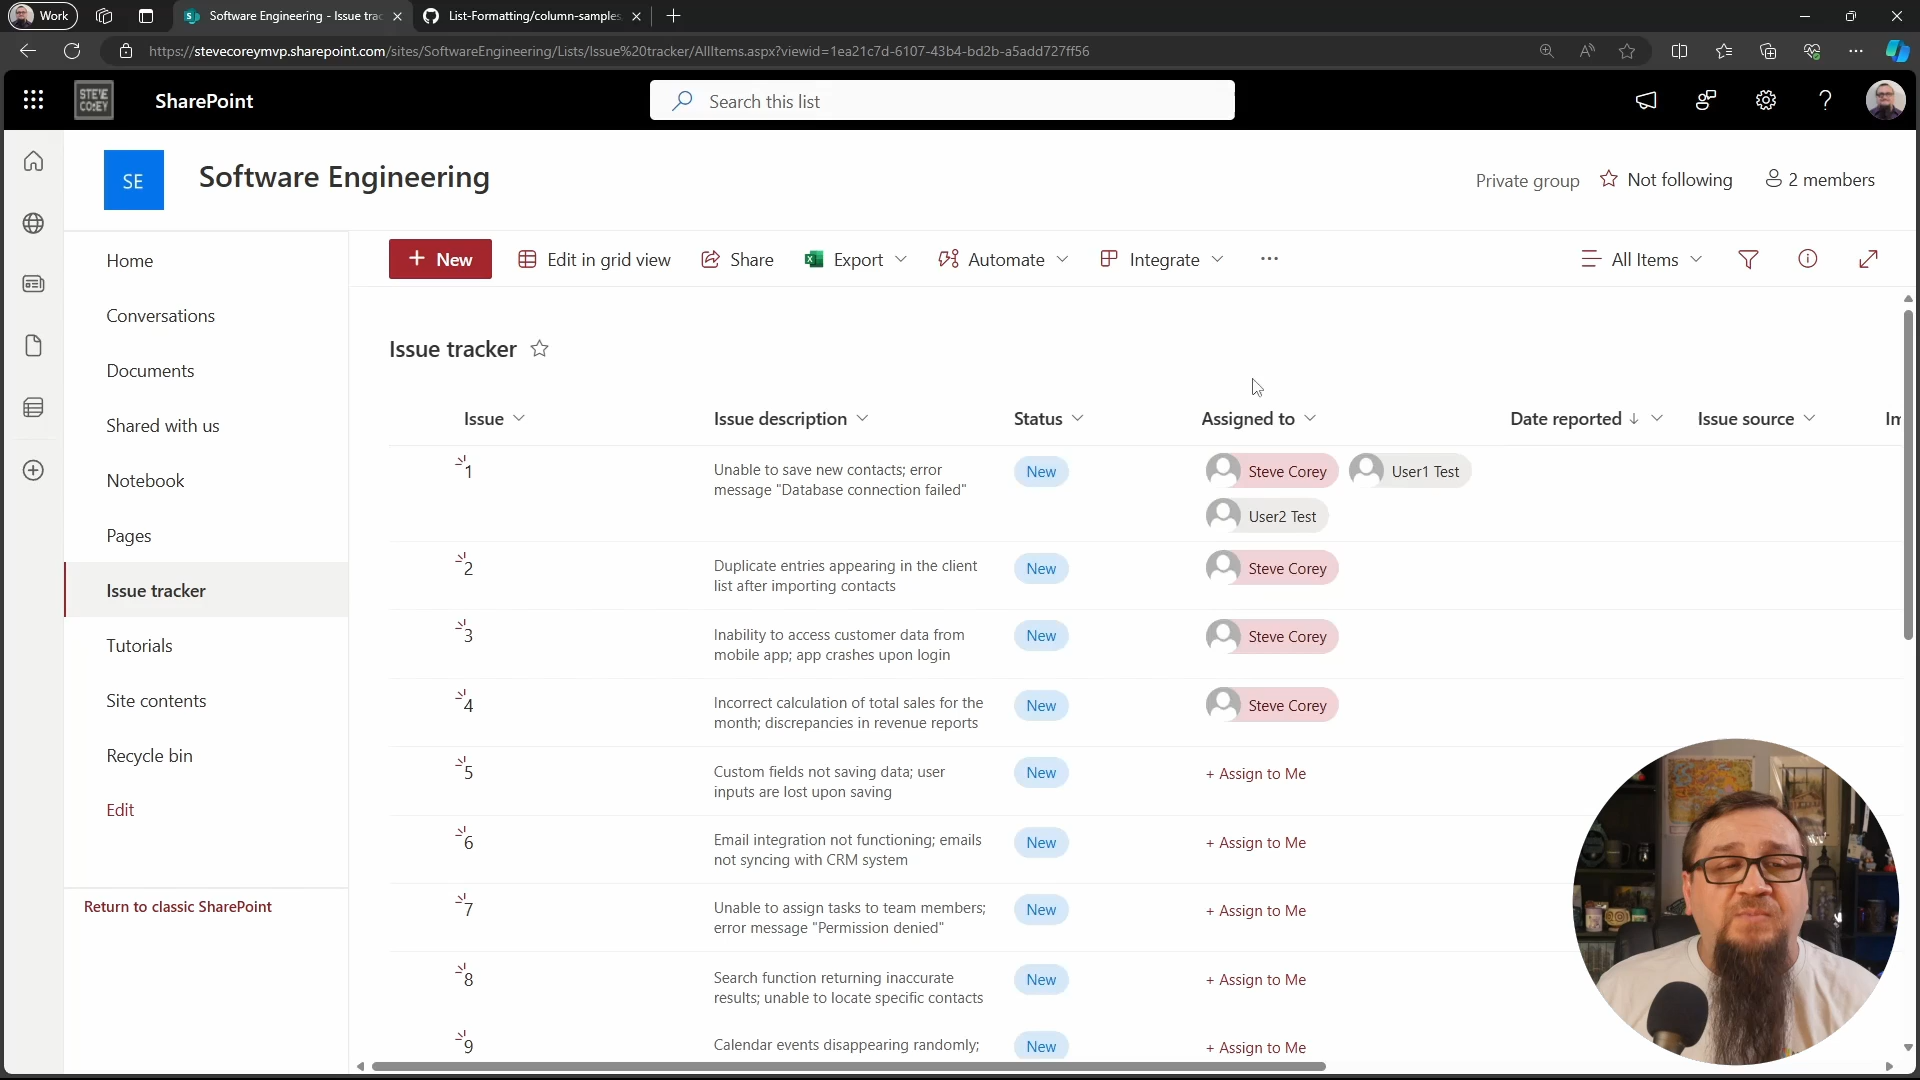 Work
Software Engineering - Issue trac
List-Formatting/column-samples
https://stevecoreymvp.sharepoint.com/sites/SoftwareEngineering/Lists/Issue%20tracker/AllItems.aspx?viewid=1ea21c7d-6107-43b4-bd2b-a5add727ff56
STEVE
COREY
SharePoint
Search this list
SE
Software Engineering
Private group
Not following
2 members
Home
Conversations
Documents
Shared with us
Notebook
Pages
Issue tracker
Tutorials
Site contents
Recycle bin
Edit
Return to classic SharePoint
+ New
Edit in grid view
Share
Export
Automate
Integrate
...
All Items
Issue tracker
Issue
Issue description
Status
Assigned to
Date reported
Issue source
Im
1
Unable to save new contacts; error
message "Database connection failed"
New
Steve Corey
User1 Test
User2 Test
2
Duplicate entries appearing in the client
list after importing contacts
New
Steve Corey
3
Inability to access customer data from
mobile app; app crashes upon login
New
Steve Corey
4
Incorrect calculation of total sales for the
month; discrepancies in revenue reports
New
Steve Corey
5
Custom fields not saving data; user
inputs are lost upon saving
New
+ Assign to Me
6
Email integration not functioning; emails
not syncing with CRM system
New
+ Assign to Me
7
Unable to assign tasks to team members;
error message "Permission denied"
New
+ Assign to Me
8
Search function returning inaccurate
results; unable to locate specific contacts
New
+ Assign to Me
9
Calendar events disappearing randomly;
New
+ Assign to Me